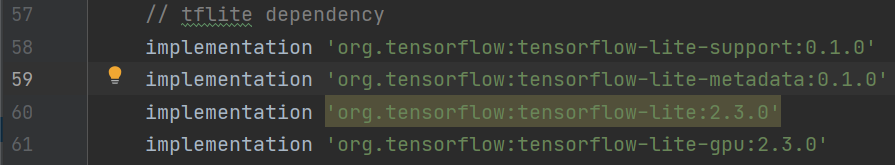 57 // tflite dependency
58 implementation 'org.tensorflow:tensorflow-lite-support:0.1.0'
59 implementation 'org.tensorflow:tensorflow-lite-metadata:0.1.0'
60 implementation 'org.tensorflow:tensorflow-lite:2.3.0'
61 implementation 'org.tensorflow:tensorflow-lite-gpu:2.3.0'